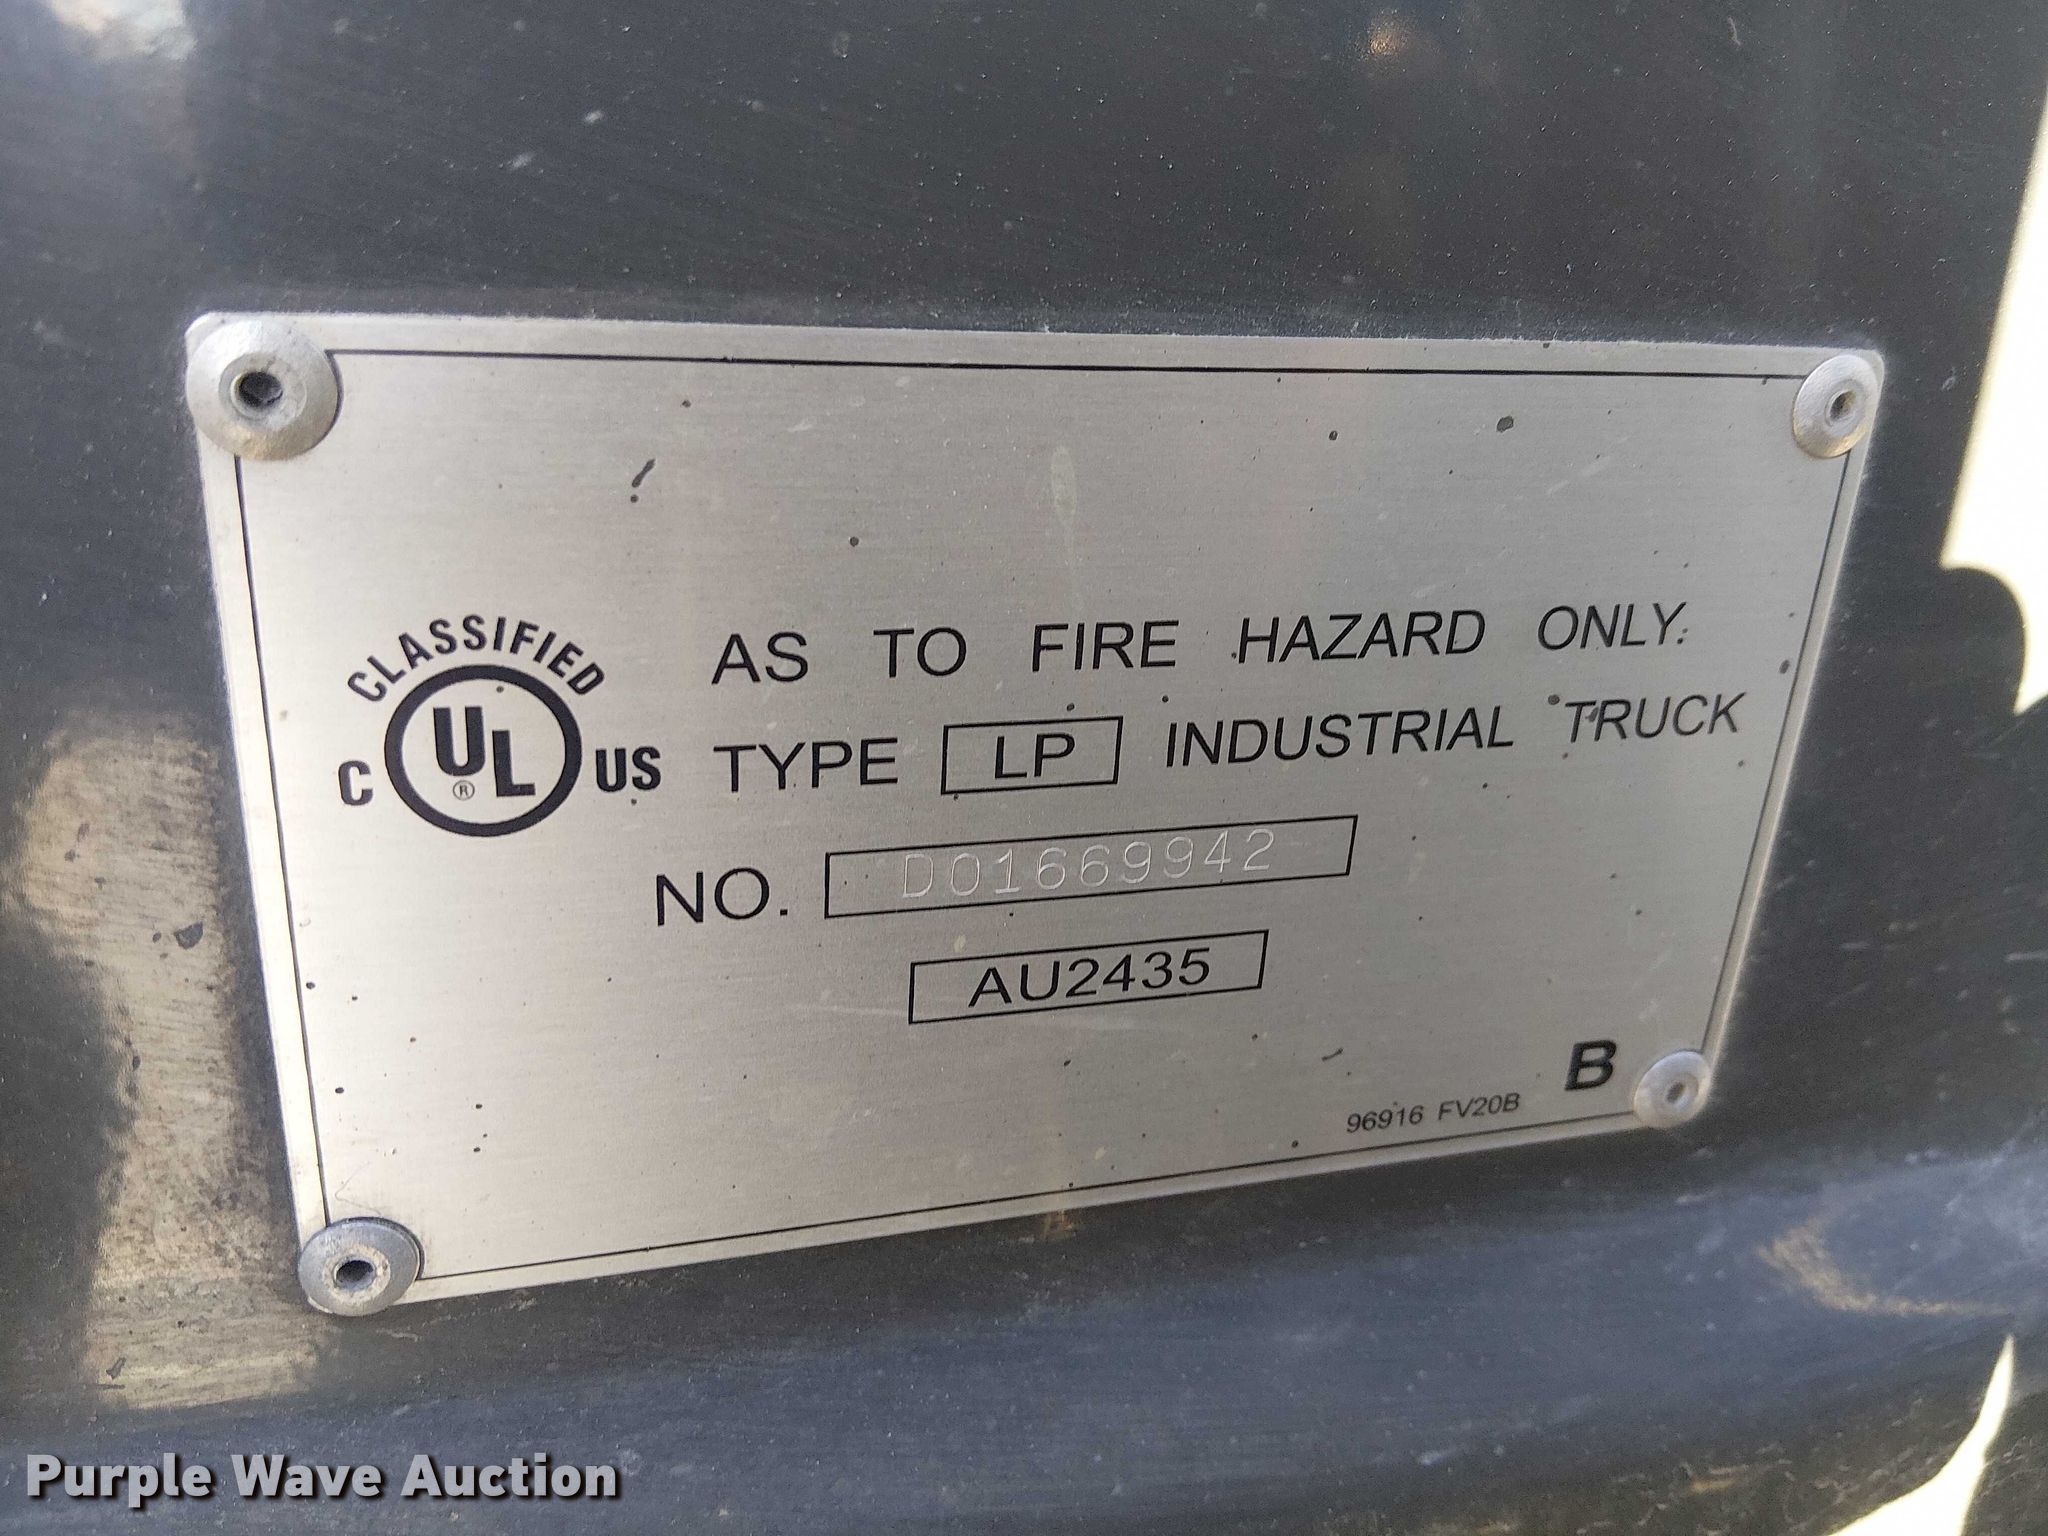 CLASSIFIED
C UL ® US
AS TO FIRE HAZARD ONLY:
TYPE LP INDUSTRIAL TRUCK
NO. D01669942
AU2435
B
96916 FV20B
Purple Wave Auction